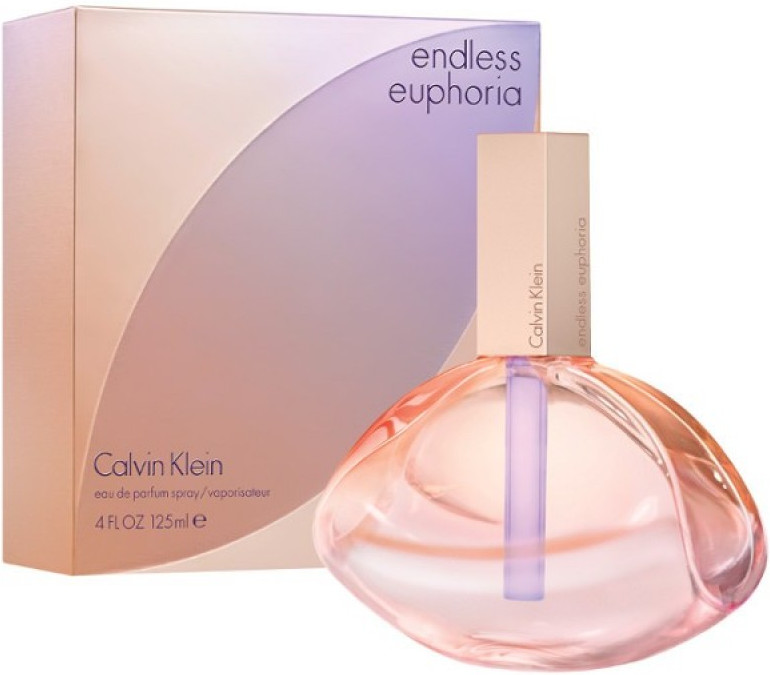 endless
euphoria
Calvin Klein
eau de parfum spray/vaporisateur
4 FL OZ 125ml e
Calvin Klein
endless euphoria